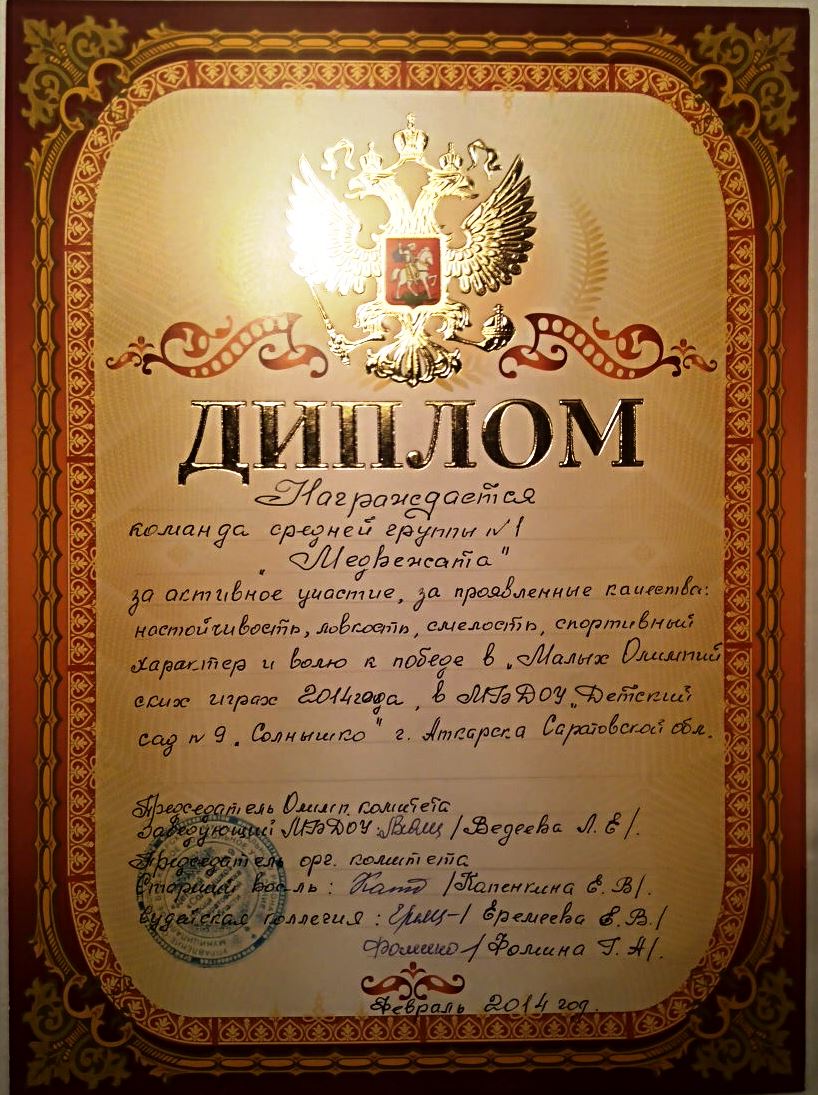 ДИПЛОМ
Награждается
команда средней группы №1
„Медвежата"
за активное участие, за проявленные качества:
настойчивость, ловкость, смелость, спортивный
характер и волю к победе в „Малых Олимпий
ских играх 2014года, в МБДОУ „Детский
сад №9 „Солнышко" г. Аткарска Саратовской обл.
Председатель Олимп. комитета
Заведующий МБДОУ: /Ведеева Л. Е/.
Председатель орг. комитета
Старший восп-ль: /Папенкина Е. В/.
Судейская коллегия: / Еремеева Е. В./
/Фомина Г. А/.
Февраль 2014 год.